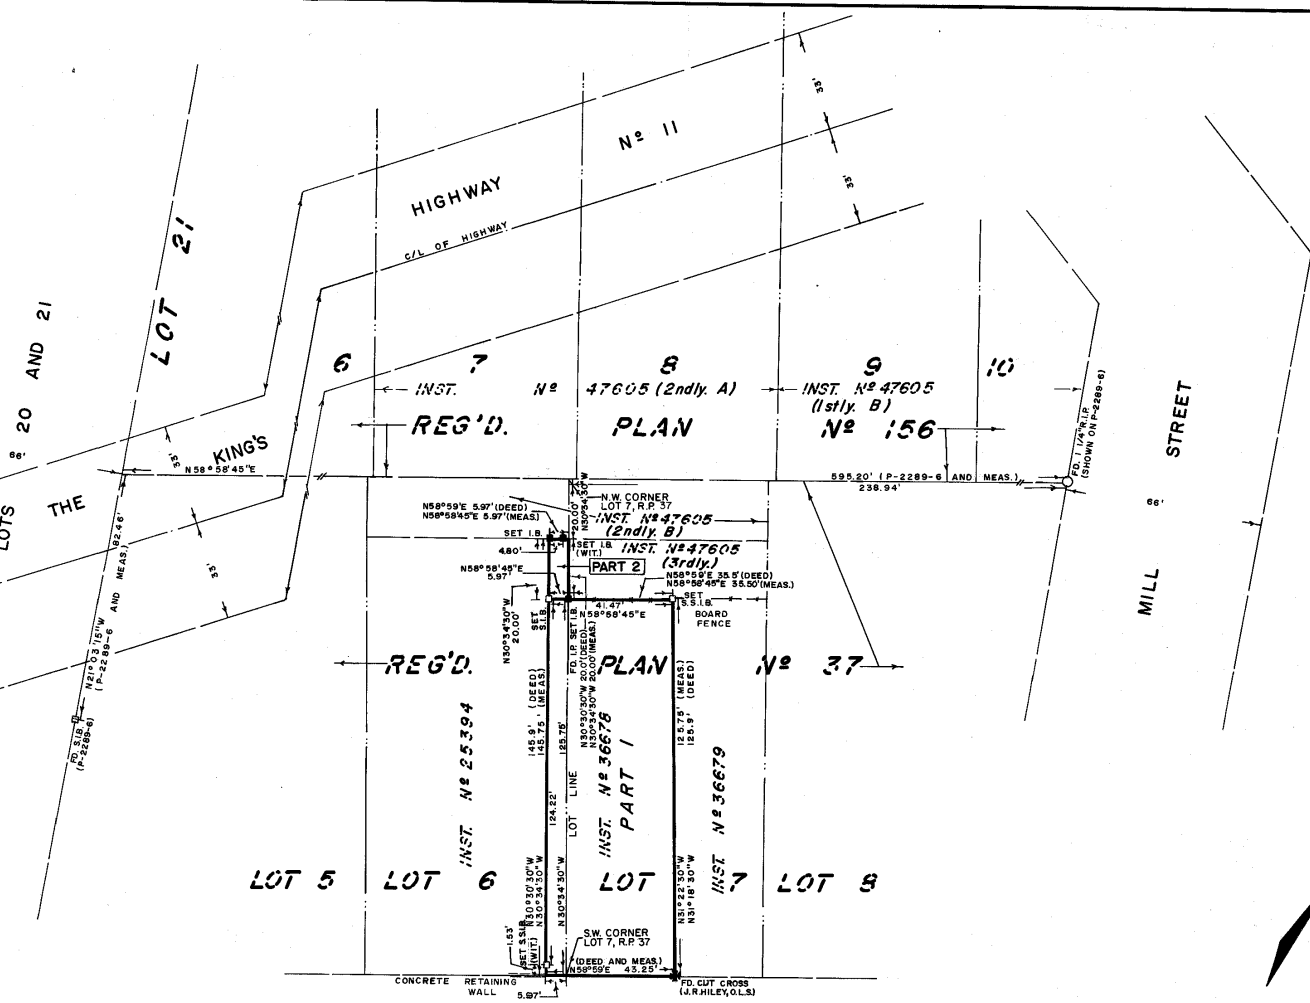 HIGHWAY Nº 11
C/L OF HIGHWAY
33'
33'
LOT 21
LOTS 20 AND 21
66'
THE KING'S
33'
33'
N58°58'45"E
N21°03'15"W
(P-2289-6 AND MEAS.) 82.46'
FD. S.I.B.
(P-2289-6)
6
7
8
9
10
INST. Nº 47605 (2ndly. A)
INST. Nº 47605
(1stly. B)
REG'D. PLAN Nº 156
595.20' (P-2289-6 AND MEAS.)
238.94'
FD. 1 1/4" R.I.P.
(SHOWN ON P-2289-6)
MILL STREET
66'
N.W. CORNER
LOT 7, R.P. 37
20.00'
N30°34'30"W
N58°59'E 5.97' (DEED)
N58°58'45"E 5.97' (MEAS.)
INST. Nº 47605
(2ndly. B)
SET I.B.
SET I.B.
(WIT.)
4.80'
INST. Nº 47605
(3rdly.)
PART 2
N58°58'45"E
5.97'
N58°59'E 35.5' (DEED)
N58°58'45"E 35.50' (MEAS.)
41.47'
N58°58'45"E
SET
S.S.I.B.
BOARD
FENCE
N30°34'30"W
20.00'
SET
S.I.B.
FD. I.P. SET I.B.
N30°30'30"W 20.0' (DEED)
N30°34'30"W 20.00' (MEAS.)
REG'D. PLAN Nº 37
145.9' (DEED)
145.75' (MEAS.)
125.75'
124.22'
LOT LINE
125.75' (MEAS.)
125.9' (DEED)
INST. Nº 25394
INST. Nº 36678
PART 1
INST. Nº 36679
LOT 5
LOT 6
LOT 7
LOT 8
N30°30'30"W
N30°34'30"W
N30°34'30"W
N31°22'30"W
N31°18'30"W
1.53'
SET S.S.I.B.
(WIT.)
S.W. CORNER
LOT 7, R.P. 37
(DEED AND MEAS.)
N58°59'E 43.25'
CONCRETE RETAINING
WALL
5.97'
FD. CUT CROSS
(J.R.HILEY, O.L.S.)